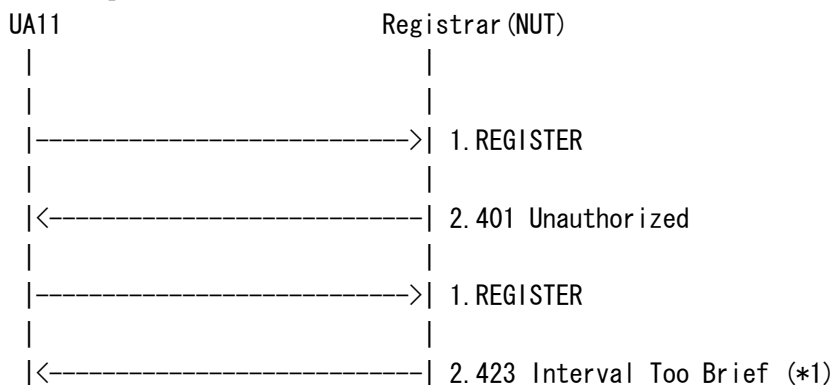 UA11 Registrar(NUT)
1.REGISTER
2.401 Unauthorized
1.REGISTER
2.423 Interval Too Brief (*1)